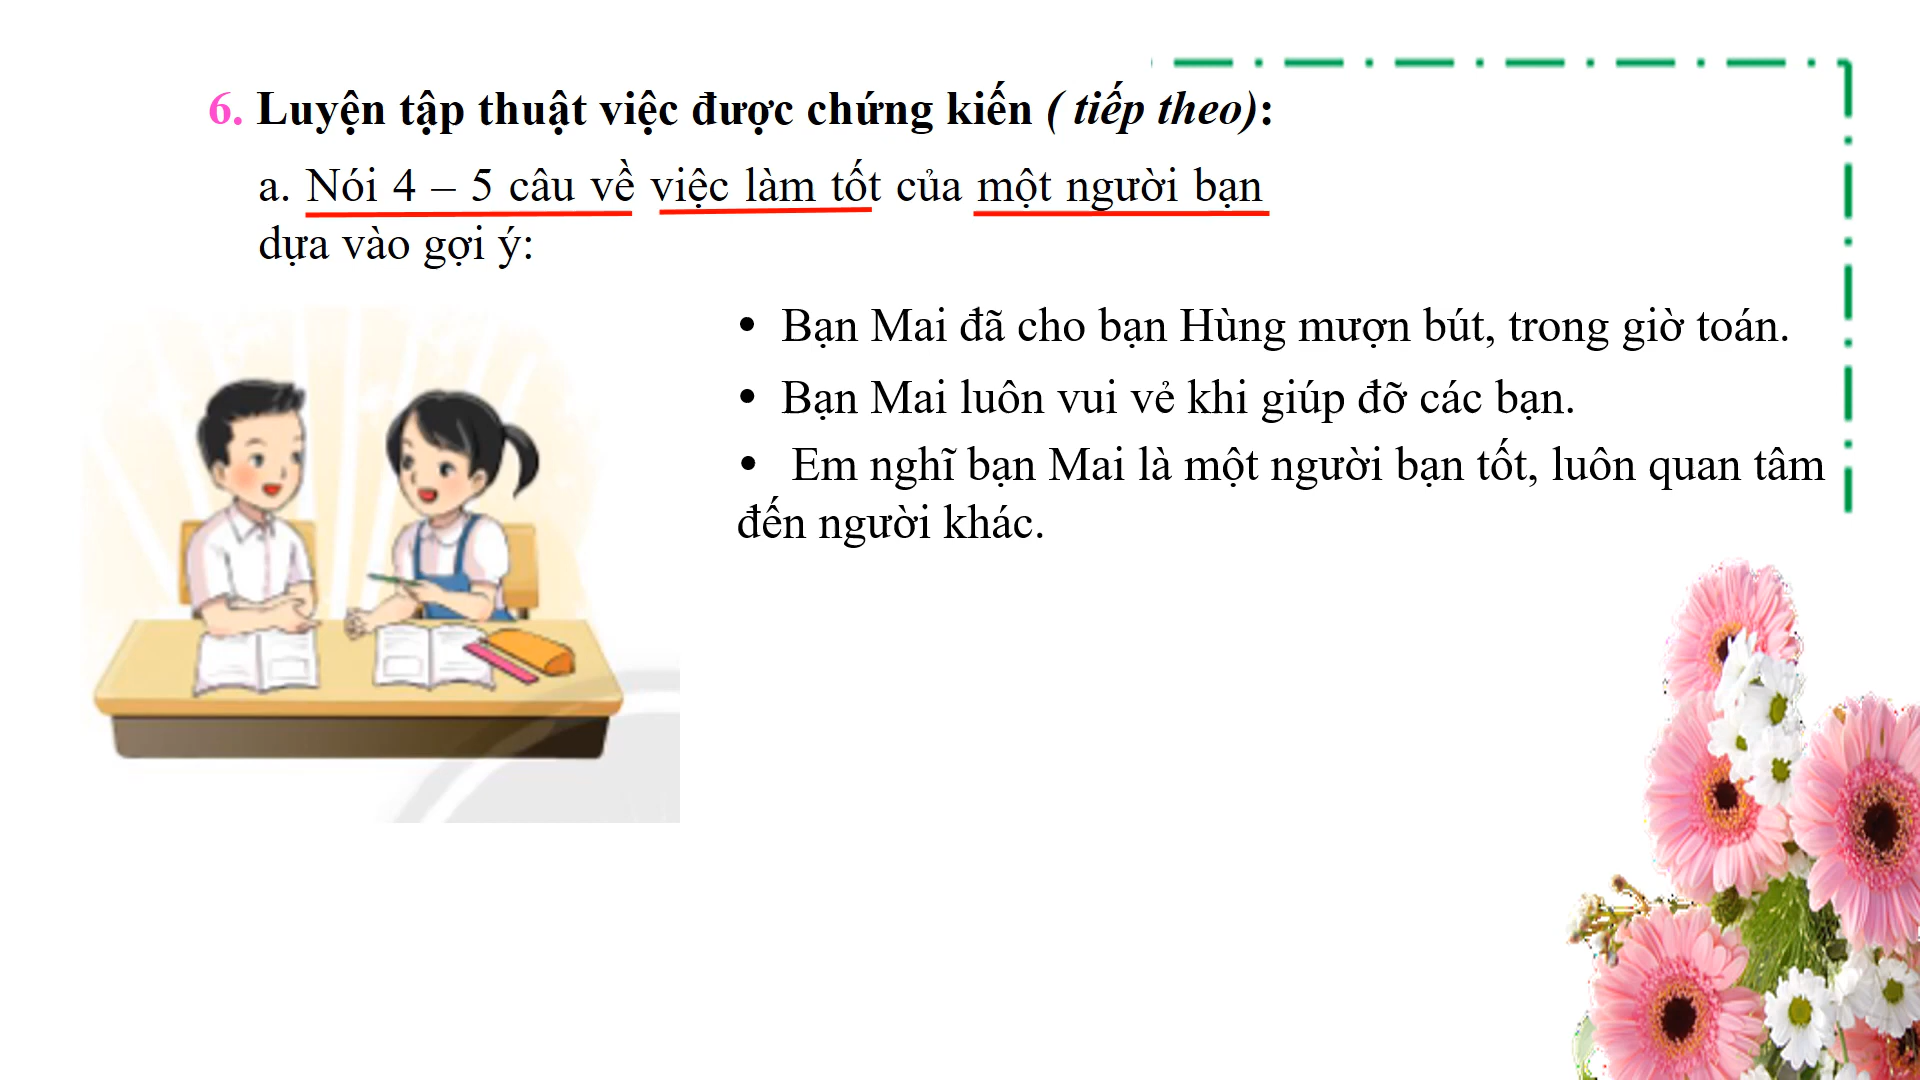 6. Luyện tập thuật việc được chứng kiến ( tiếp theo):
a. Nói 4 – 5 câu về việc làm tốt của một người bạn
dựa vào gợi ý:
• Bạn Mai đã cho bạn Hùng mượn bút, trong giờ toán.
• Bạn Mai luôn vui vẻ khi giúp đỡ các bạn.
• Em nghĩ bạn Mai là một người bạn tốt, luôn quan tâm
đến người khác.